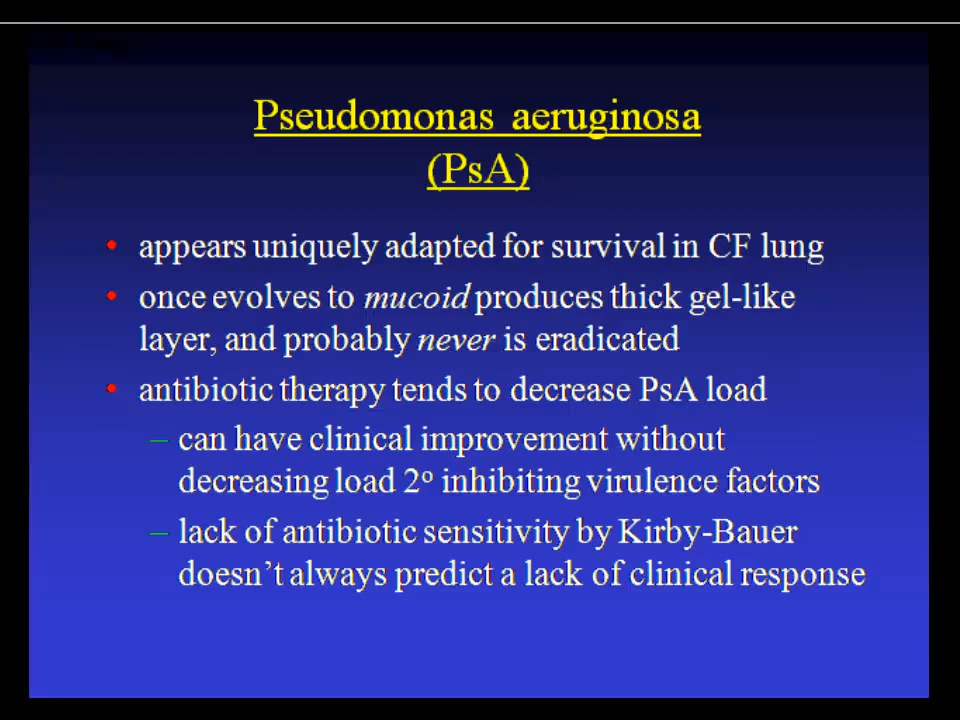 Pseudomonas aeruginosa
(PsA)
• appears uniquely adapted for survival in CF lung
• once evolves to mucoid produces thick gel-like
layer, and probably never is eradicated
• antibiotic therapy tends to decrease PsA load
– can have clinical improvement without
decreasing load 2º inhibiting virulence factors
– lack of antibiotic sensitivity by Kirby-Bauer
doesn’t always predict a lack of clinical response